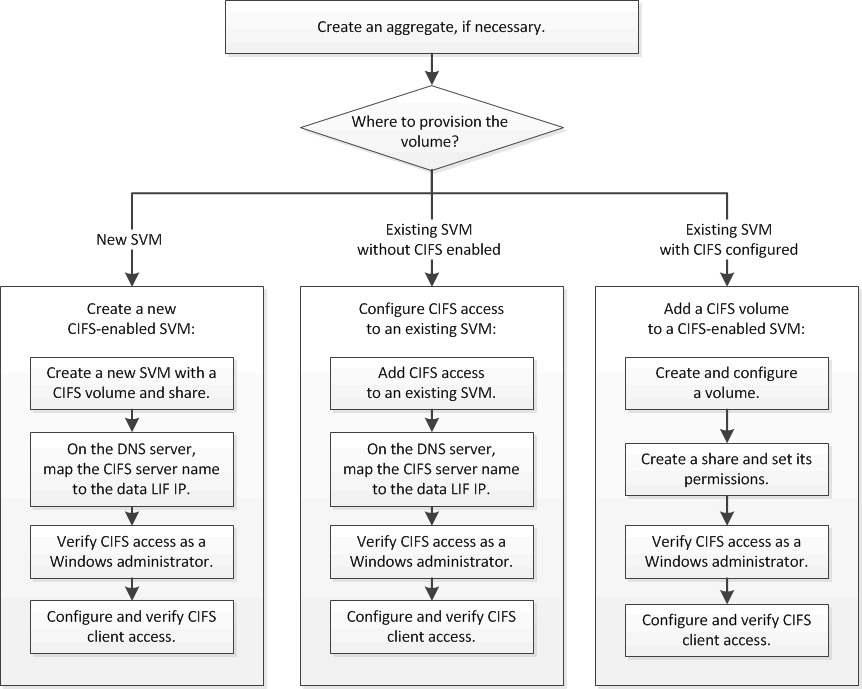 Create an aggregate, if necessary.
Where to provision the
volume?
New SVM
Existing SVM
without CIFS enabled
Existing SVM
with CIFS configured
Create a new
CIFS-enabled SVM:
Create a new SVM with a
CIFS volume and share.
On the DNS server,
map the CIFS server name
to the data LIF IP.
Verify CIFS access as a
Windows administrator.
Configure and verify CIFS
client access.
Configure CIFS access
to an existing SVM:
Add CIFS access
to an existing SVM.
On the DNS server,
map the CIFS server name
to the data LIF IP.
Verify CIFS access as a
Windows administrator.
Configure and verify CIFS
client access.
Add a CIFS volume
to a CIFS-enabled SVM:
Create and configure
a volume.
Create a share and set its
permissions.
Verify CIFS access as a
Windows administrator.
Configure and verify CIFS
client access.